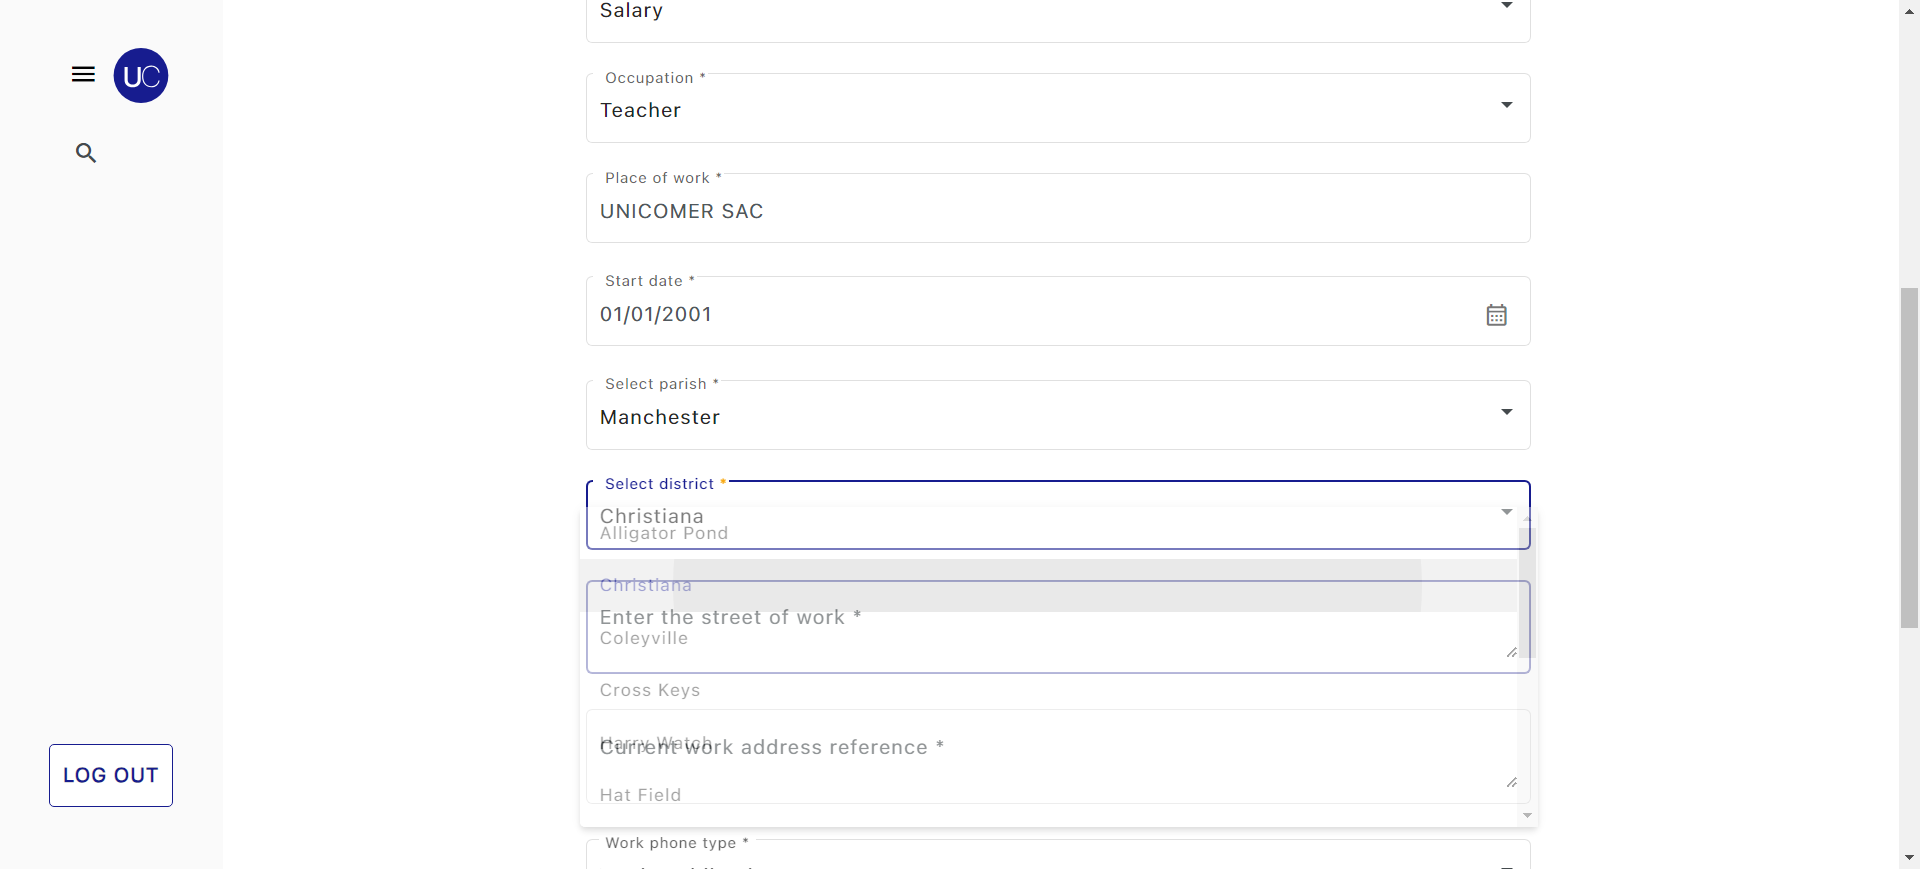 Salary
UC
Occupation *
Teacher
Place of work *
UNICOMER SAC
Start date *
01/01/2001
Select parish *
Manchester
Select district *
Christiana
Alligator Pond
Christiana
Enter the street of work *
Coleyville
Cross Keys
Harry Watch
Current work address reference *
LOG OUT
Hat Field
Work phone type *